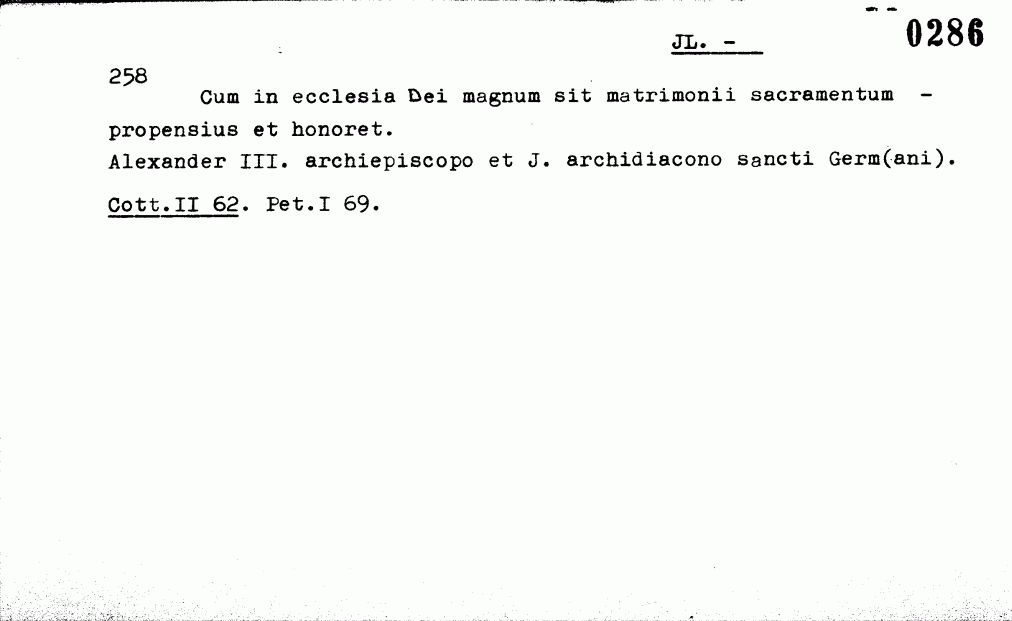 JL. -
0286
258
Cum in ecclesia Dei magnum sit matrimonii sacramentum -
propensius et honoret.
Alexander III. archiepiscopo et J. archidiacono sancti Germ(ani).
Cott.II 62. Pet.I 69.